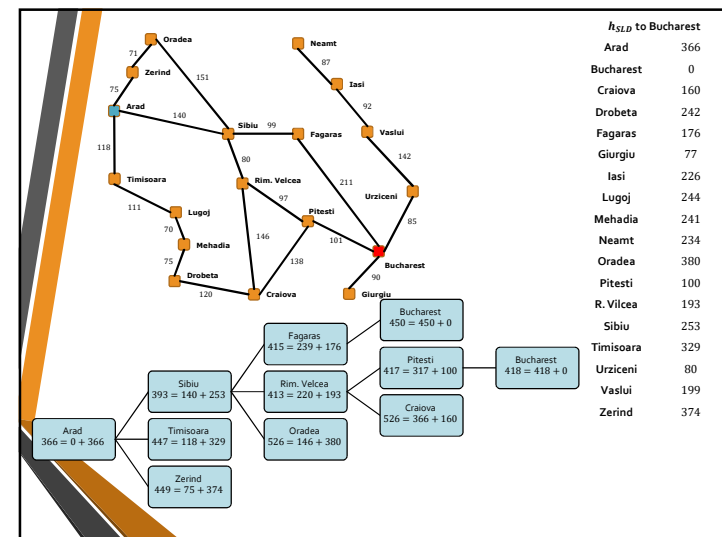 Oradea
71
Zerind
75
151
Arad
140
118
Timisoara
111
Lugoj
70
Mehadia
75
Drobeta
120
Sibiu
99
Fagaras
80
Rim. Velcea
97
Pitesti
211
146
138
101
Craiova
Neamt
87
Iasi
92
Vaslui
142
Urziceni
85
Bucharest
90
Giurgiu
h_SLD to Bucharest
Arad 366
Bucharest 0
Craiova 160
Drobeta 242
Fagaras 176
Giurgiu 77
Iasi 226
Lugoj 244
Mehadia 241
Neamt 234
Oradea 380
Pitesti 100
R. Vilcea 193
Sibiu 253
Timisoara 329
Urziceni 80
Vaslui 199
Zerind 374
Arad
366 = 0 + 366
Sibiu
393 = 140 + 253
Timisoara
447 = 118 + 329
Zerind
449 = 75 + 374
Fagaras
415 = 239 + 176
Rim. Velcea
413 = 220 + 193
Oradea
526 = 146 + 380
Bucharest
450 = 450 + 0
Pitesti
417 = 317 + 100
Craiova
526 = 366 + 160
Bucharest
418 = 418 + 0